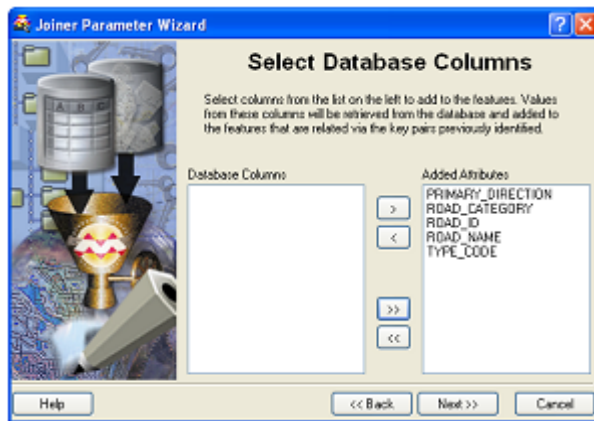 Joiner Parameter Wizard
Select Database Columns
Select columns from the list on the left to add to the features. Values
from these columns will be retrieved from the database and added to
the features that are related via the key pairs previously identified.
Database Columns
Added Attributes
PRIMARY_DIRECTION
ROAD_CATEGORY
ROAD_ID
ROAD_NAME
TYPE_CODE
>
<
>>
<<
A B C
Help
<< Back
Next >>
Cancel